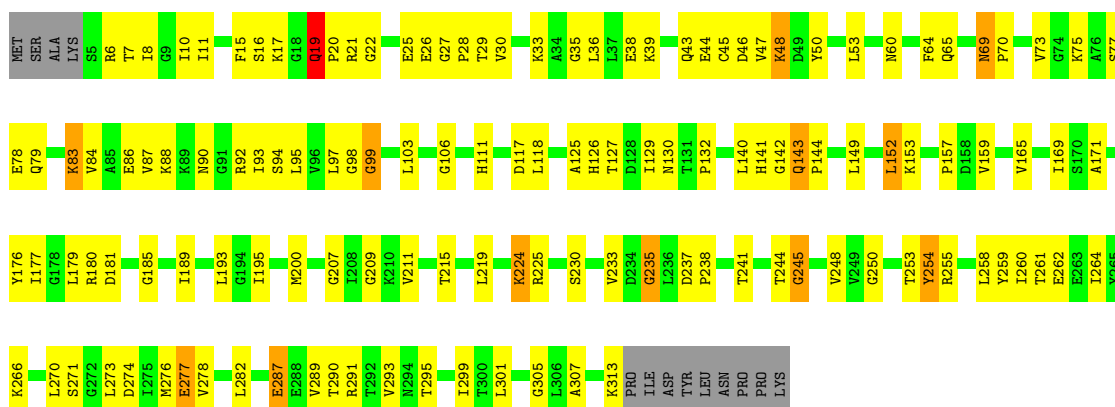 MET SER ALA LYS S5 R6 T7 I8 G9 I10 I11 F15 S16 K17 G18 Q19 P20 R21 G22 E25 E26 G27 P28 T29 V30 K33 A34 G35 L36 L37 E38 K39 Q43 E44 C45 D46 V47 K48 D49 Y50 L53 N60 F64 Q65 N69 P70 V73 G74 K75 A76 S77
E78 Q79 K83 V84 A85 E86 V87 K88 K89 N90 G91 R92 I93 S94 L95 V96 L97 G98 G99 L103 G106 H111 D117 L118 A125 H126 T127 D128 I129 N130 T131 P132 L140 H141 G142 Q143 P144 L149 L152 K153 P157 D158 V159 V165 I169 S170 A171
Y176 I177 G178 L179 R180 D181 G185 I189 L193 G194 I195 M200 G207 I208 G209 K210 V211 T215 L219 K224 R225 S230 V233 D234 G235 L236 D237 P238 T241 T244 G245 V248 V249 G250 T253 Y254 R255 L258 Y259 I260 T261 E262 E263 I264 Y265
K266 L270 S271 G272 L273 D274 I275 M276 E277 V278 L282 E287 E288 V289 T290 R291 T292 V293 N294 T295 I299 T300 L301 G305 L306 A307 K313 PRO ILE ASP TYR LEU ASN PRO PRO LYS